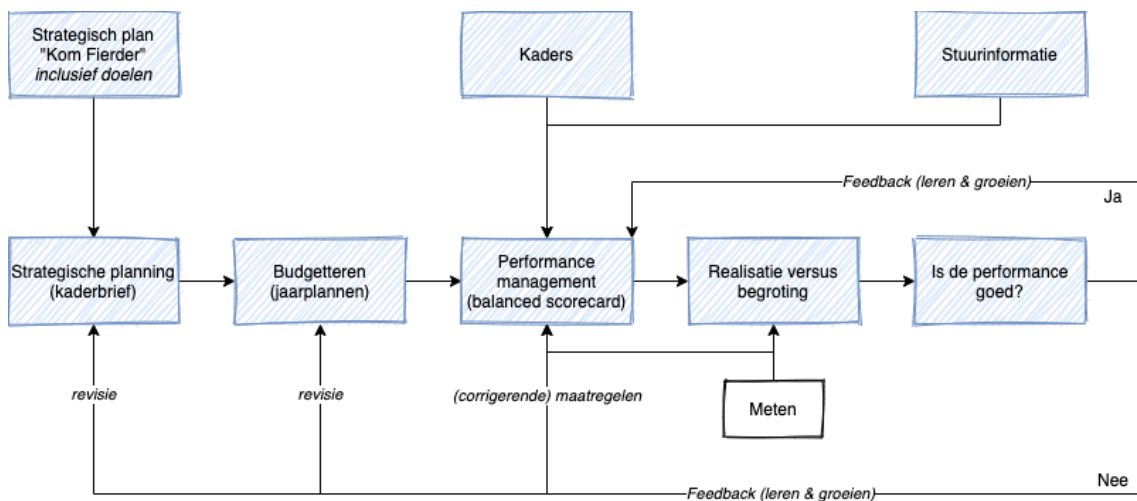 Strategisch plan
"Kom Fierder"
inclusief doelen
Kaders
Stuurinformatie
Feedback (leren & groeien)
Ja
Strategische planning
(kaderbrief)
Budgetteren
(jaarplannen)
Performance
management
(balanced scorecard)
Realisatie versus
begroting
Is de performance
goed?
revisie
revisie
(corrigerende) maatregelen
Meten
Nee
Feedback (leren & groeien)